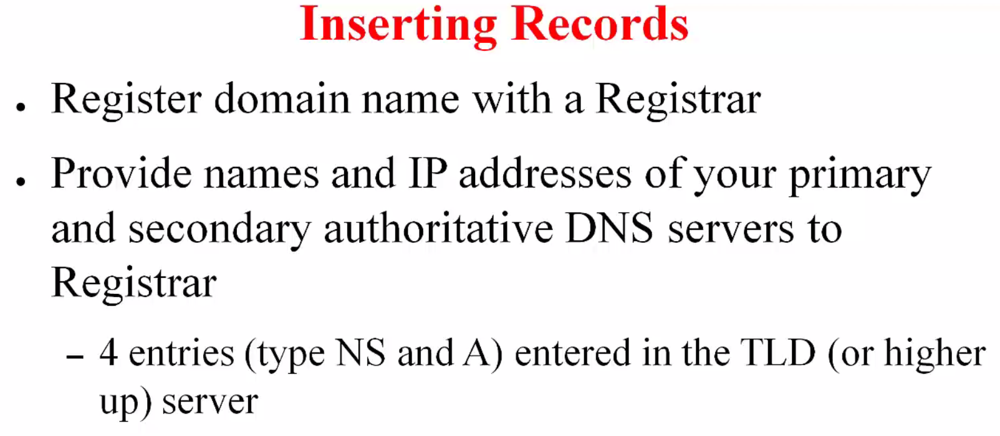 Inserting Records
• Register domain name with a Registrar
• Provide names and IP addresses of your primary
and secondary authoritative DNS servers to
Registrar
– 4 entries (type NS and A) entered in the TLD (or higher
up) server